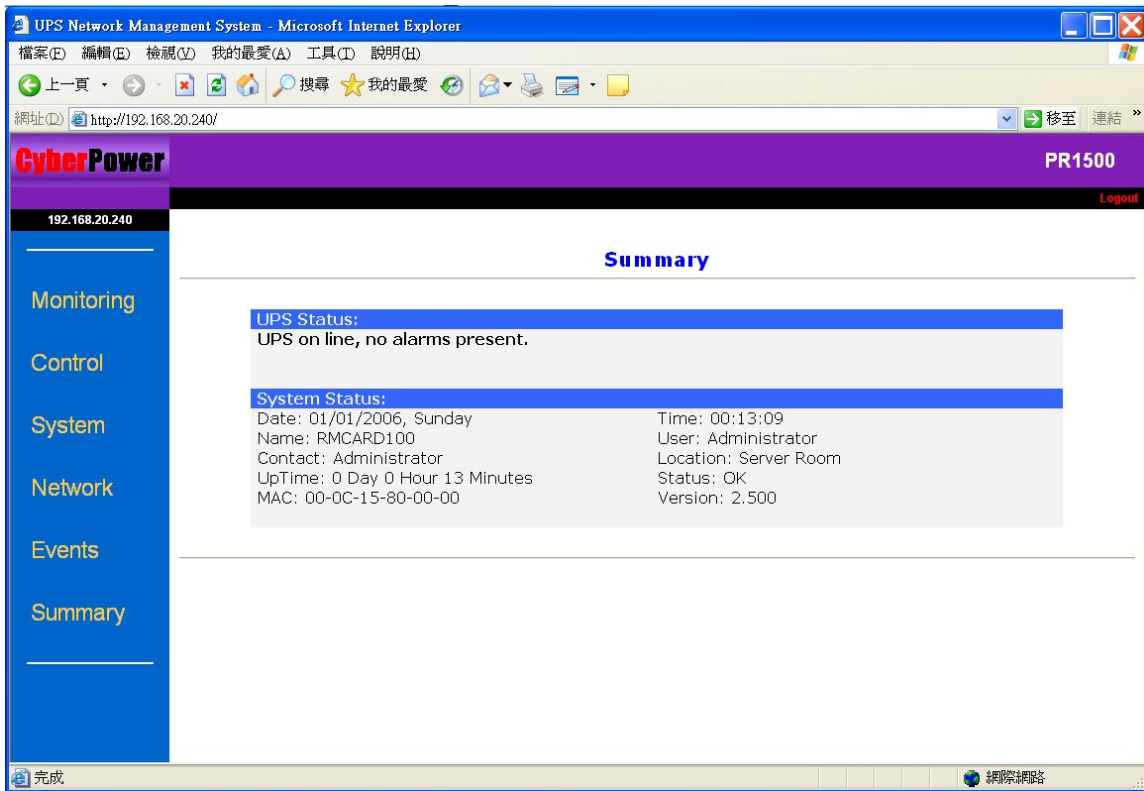 UPS Network Management System - Microsoft Internet Explorer
檔案(F) 編輯(E) 檢視(V) 我的最愛(A) 工具(T) 說明(H)
上一頁 搜尋 我的最愛
網址(D) http://192.168.20.240/ 移至 連結 »
CyberPower PR1500
Logout
192.168.20.240
Summary
Monitoring
UPS Status:
UPS on line, no alarms present.
Control
System Status:
Date: 01/01/2006, Sunday Time: 00:13:09
System
Name: RMCARD100 User: Administrator
Contact: Administrator Location: Server Room
UpTime: 0 Day 0 Hour 13 Minutes Status: OK
Network
MAC: 00-0C-15-80-00-00 Version: 2.500
Events
Summary
完成 網際網路